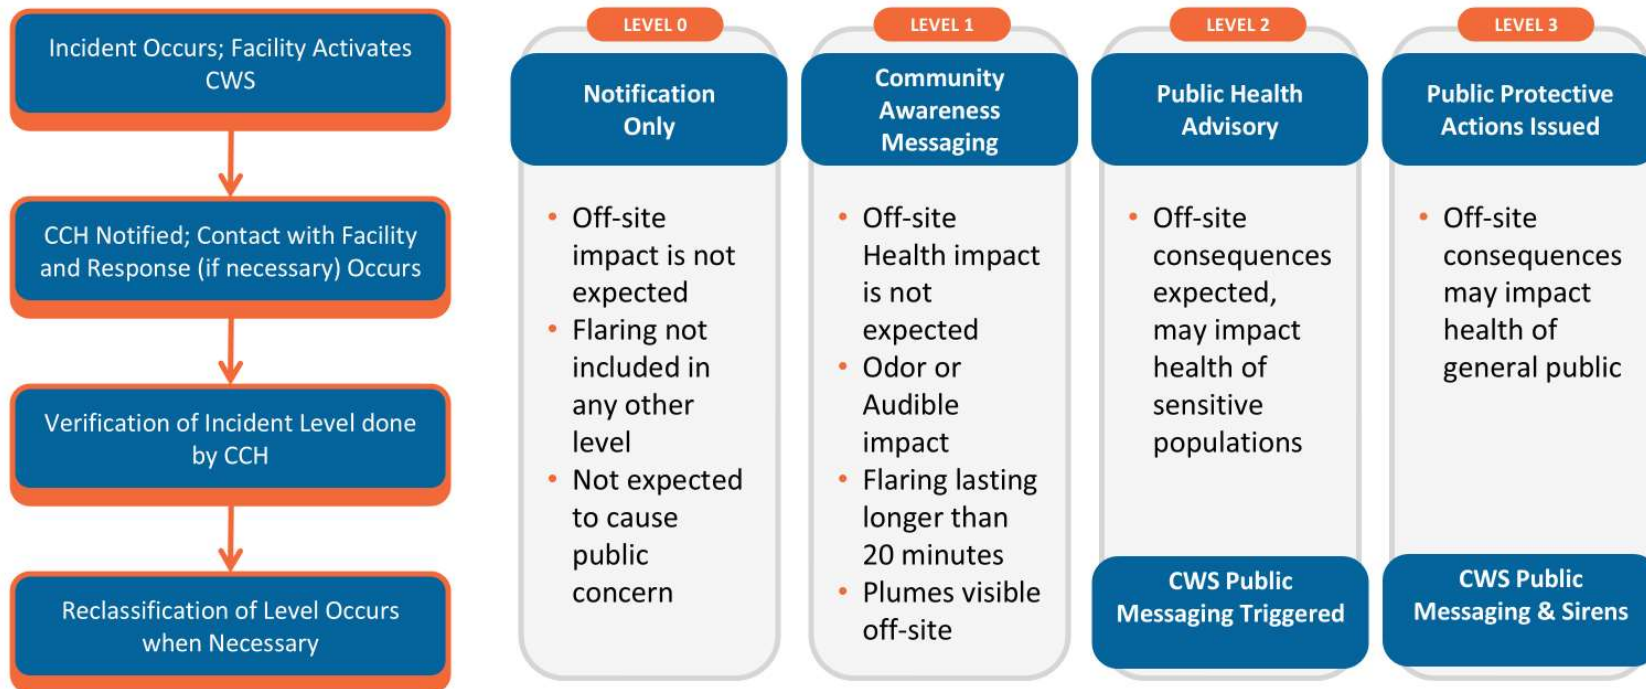 Incident Occurs; Facility Activates
CWS
CCH Notified; Contact with Facility
and Response (if necessary) Occurs
Verification of Incident Level done
by CCH
Reclassification of Level Occurs
when Necessary
LEVEL 0
Notification
Only
• Off-site
impact is not
expected
• Flaring not
included in
any other
level
• Not expected
to cause
public
concern
LEVEL 1
Community
Awareness
Messaging
• Off-site
Health impact
is not
expected
• Odor or
Audible
impact
• Flaring lasting
longer than
20 minutes
• Plumes visible
off-site
LEVEL 2
Public Health
Advisory
• Off-site
consequences
expected,
may impact
health of
sensitive
populations
CWS Public
Messaging Triggered
LEVEL 3
Public Protective
Actions Issued
• Off-site
consequences
may impact
health of
general public
CWS Public
Messaging & Sirens